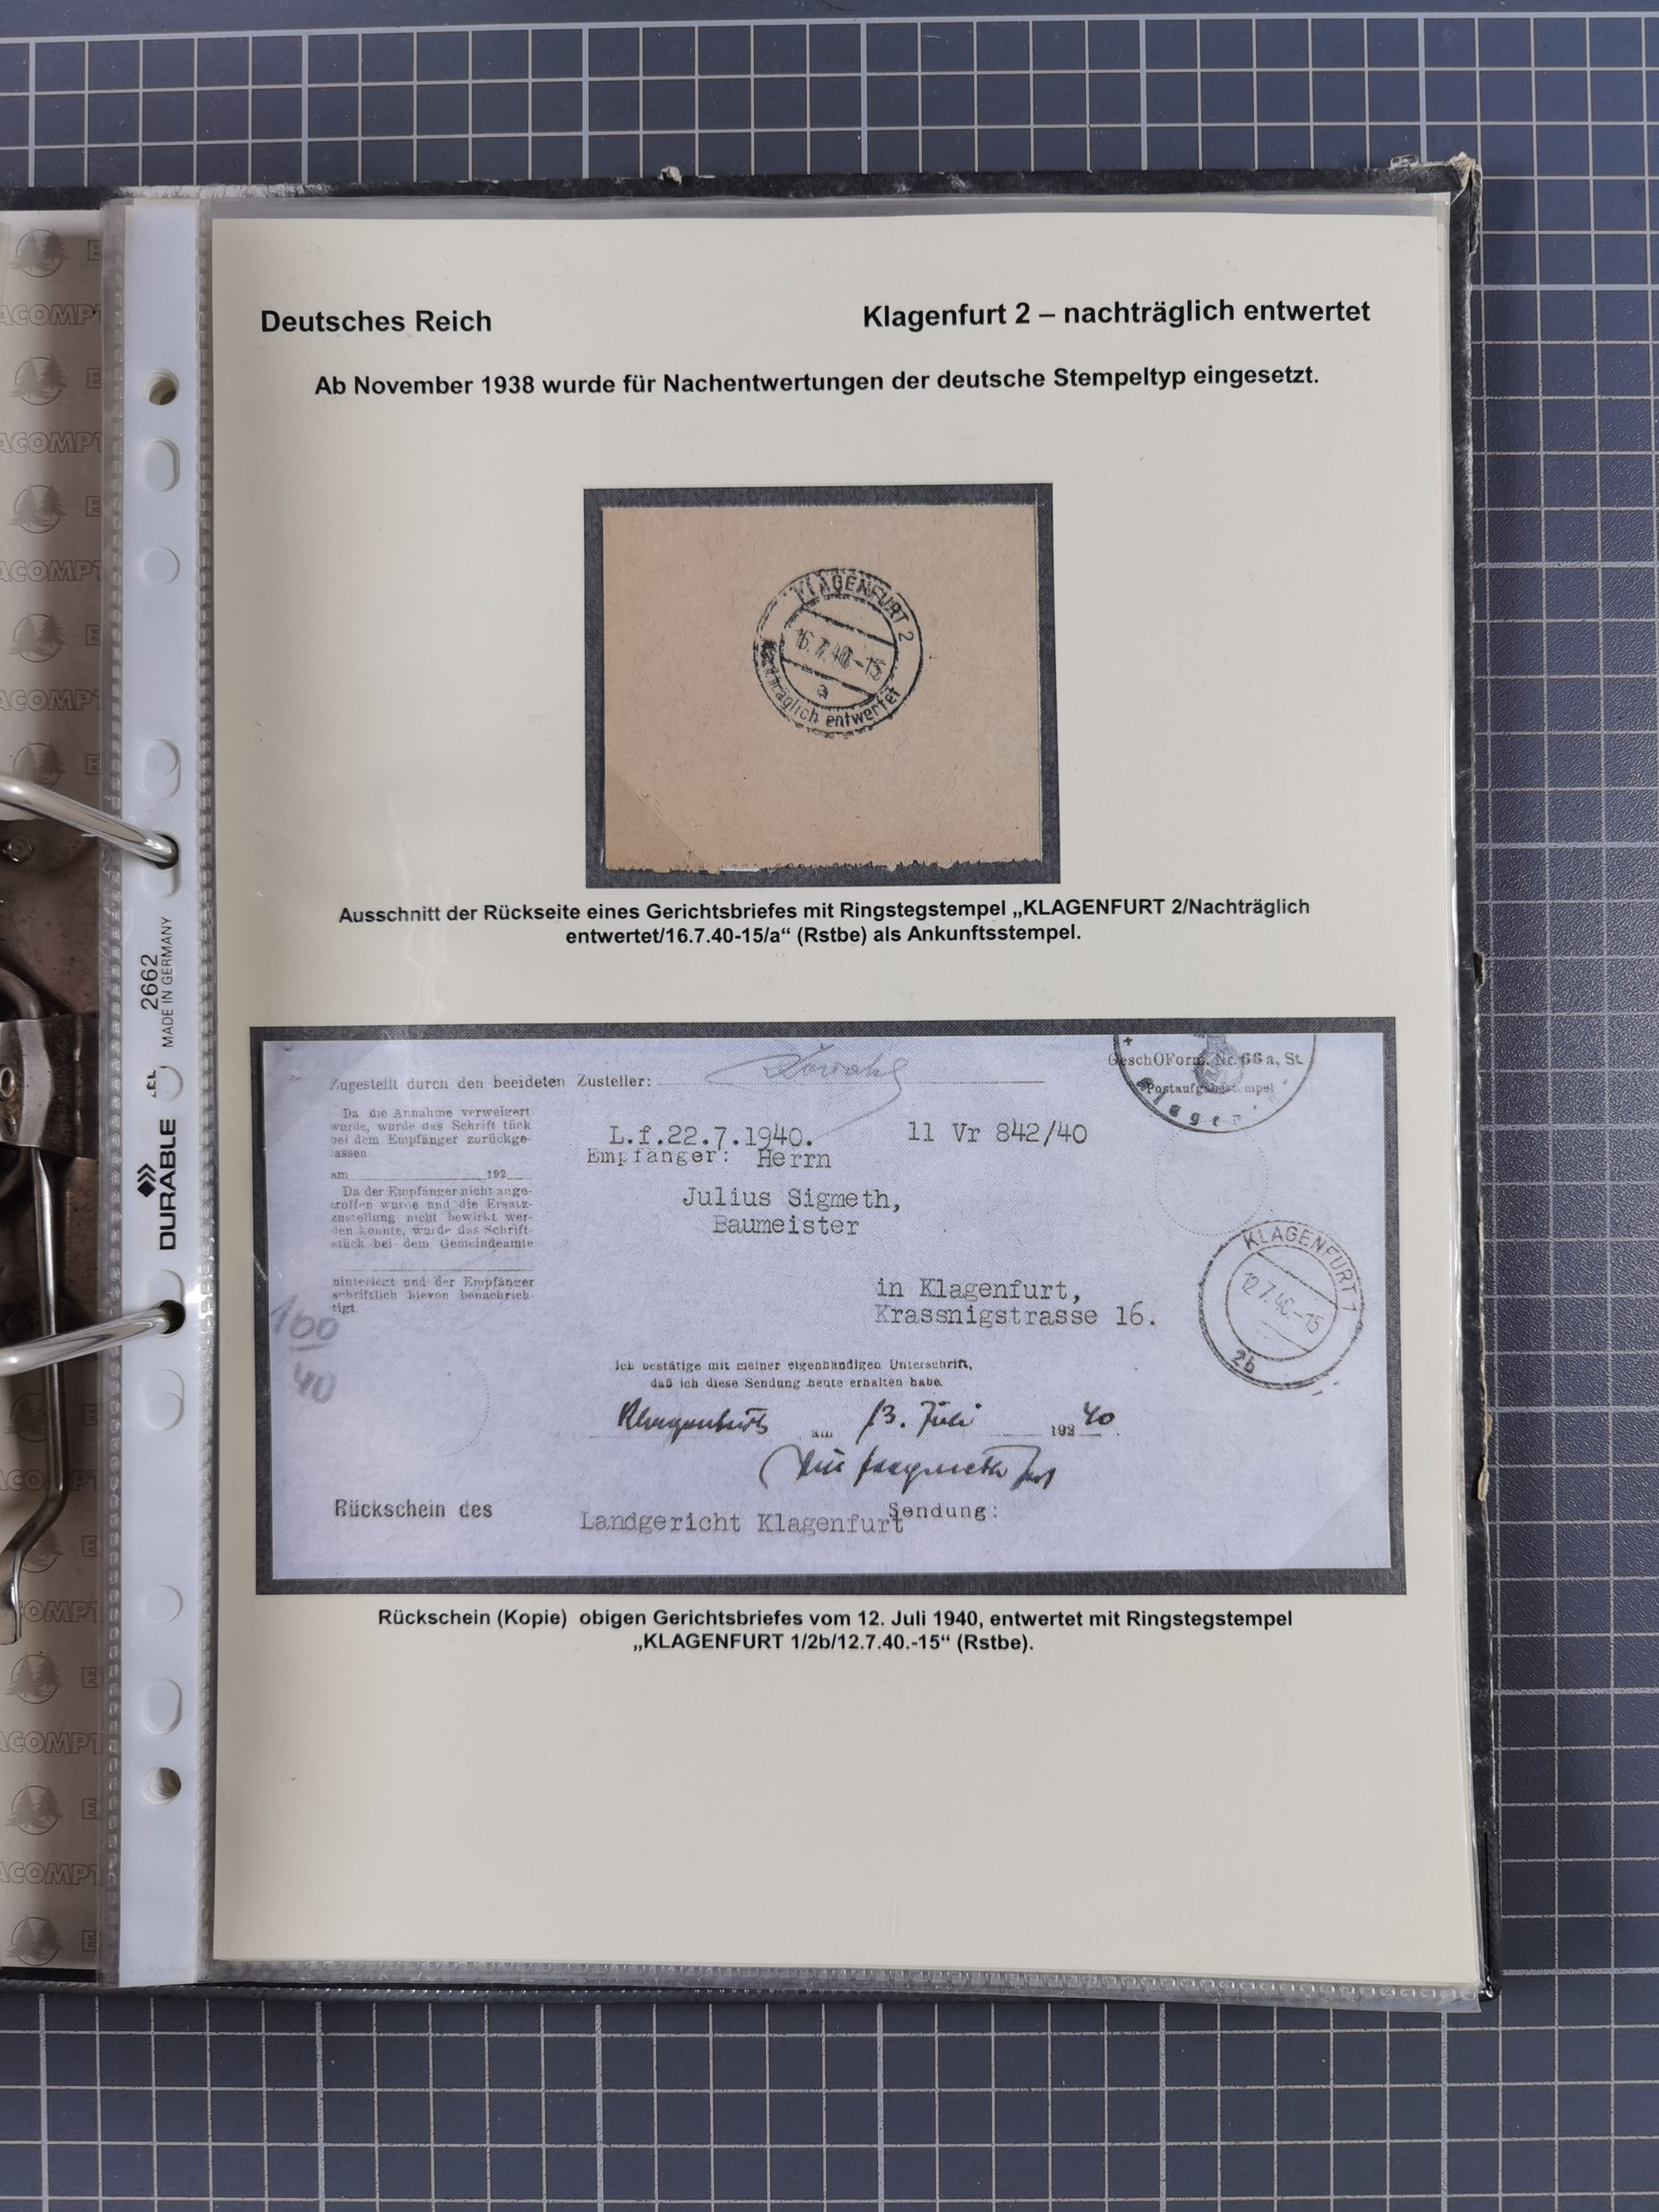 Deutsches Reich
Klagenfurt 2 – nachträglich entwertet
Ab November 1938 wurde für Nachentwertungen der deutsche Stempeltyp eingesetzt.
KLAGENFURT 2
16.7.40-15
a
nachträglich entwertet
Ausschnitt der Rückseite eines Gerichtsbriefes mit Ringstegstempel „KLAGENFURT 2/Nachträglich
entwertet/16.7.40-15/a“ (Rstbe) als Ankunftsstempel.
Zugestellt durch den beeideten Zusteller:
GeschOForm. Nr. 66 a, St.
Da die Annahme verweigert
wurde, wurde das Schriftstück
bei dem Empfänger zurückge-
lassen
am 192
Da der Empfänger nicht ange-
troffen wurde und die Ersatz-
zustellung nicht bewirkt wer-
den konnte, wurde das Schrift-
stück bei dem Gemeindeamte
hinterlegt und der Empfänger
schriftlich hievon benachrich-
tigt.
100
40
L.f.22.7.1940.
11 Vr 842/40
Empfänger: Herrn
Julius Sigmeth,
Baumeister
in Klagenfurt,
Krassnigstrasse 16.
KLAGENFURT 1
12.7.40-15
2b
Ich bestätige mit meiner eigenhändigen Unterschrift,
daß ich diese Sendung heute erhalten habe.
Klagenfurt am 13. Juli 192 40
Rückschein des
Landgericht Klagenfurt
Sendung:
Rückschein (Kopie) obigen Gerichtsbriefes vom 12. Juli 1940, entwertet mit Ringstegstempel
„KLAGENFURT 1/2b/12.7.40.-15“ (Rstbe).
DURABLE
2662
MADE IN GERMANY